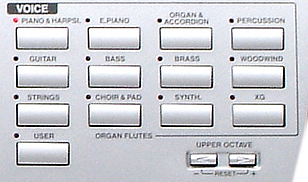 VOICE
PIANO & HARPSI. E.PIANO ORGAN & ACCORDION PERCUSSION
GUITAR BASS BRASS WOODWIND
STRINGS CHOIR & PAD SYNTH. XG
USER ORGAN FLUTES
UPPER OCTAVE
RESET +